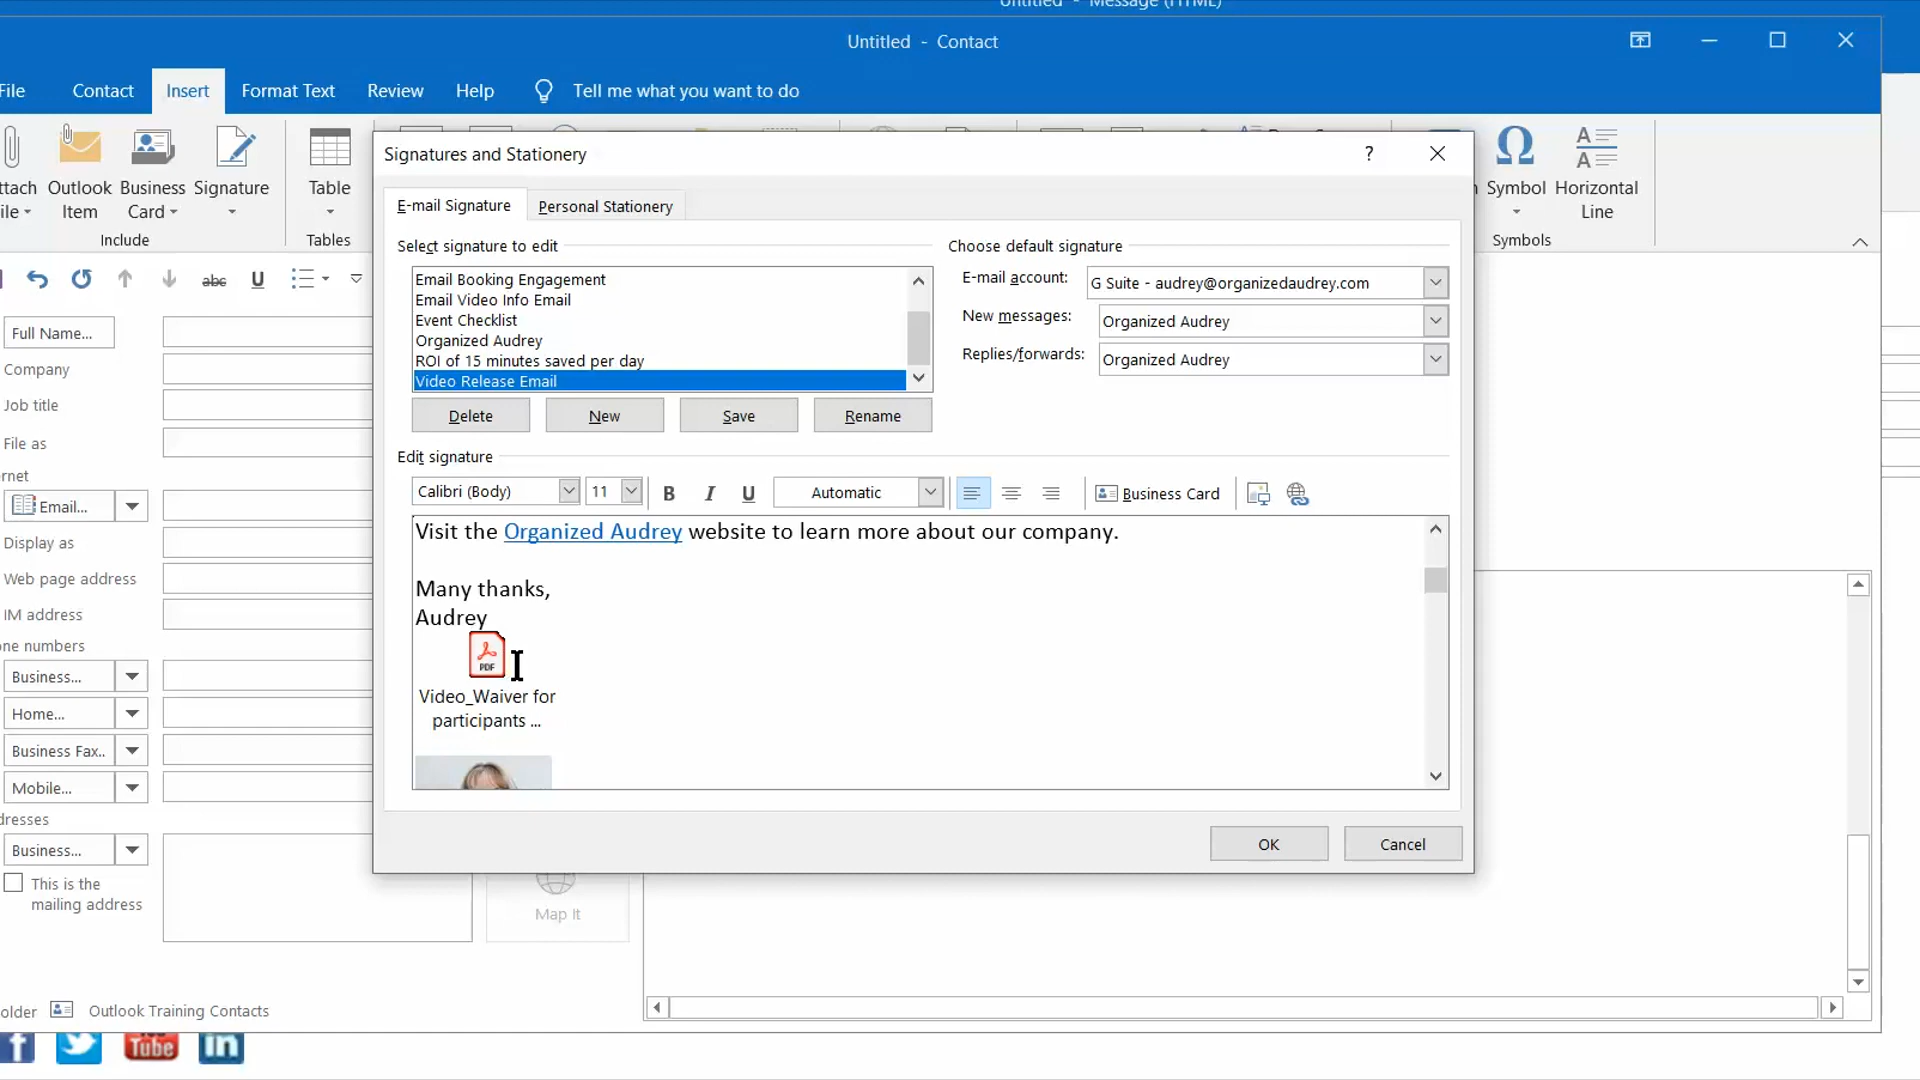 Untitled - Message (HTML)
Untitled - Contact
File
Contact
Insert
Format Text
Review
Help
Tell me what you want to do
ttach
ile
Outlook
Item
Business
Card
Signature
Include
Table
Tables
Symbol
Horizontal
Line
Symbols
abc
U
Signatures and Stationery
?
E-mail Signature
Personal Stationery
Select signature to edit
Email Booking Engagement
Email Video Info Email
Event Checklist
Organized Audrey
ROI of 15 minutes saved per day
Video Release Email
Delete
New
Save
Rename
Choose default signature
E-mail account:
G Suite - audrey@organizedaudrey.com
New messages:
Organized Audrey
Replies/forwards:
Organized Audrey
Edit signature
Calibri (Body)
11
B
I
U
Automatic
Business Card
Visit the Organized Audrey website to learn more about our company.
Many thanks,
Audrey
PDF
Video_Waiver for
participants ...
OK
Cancel
Full Name...
Company
Job title
File as
rnet
Email...
Display as
Web page address
IM address
one numbers
Business...
Home...
Business Fax..
Mobile...
dresses
Business...
This is the
mailing address
Map It
older
Outlook Training Contacts
f
You
Tube
in